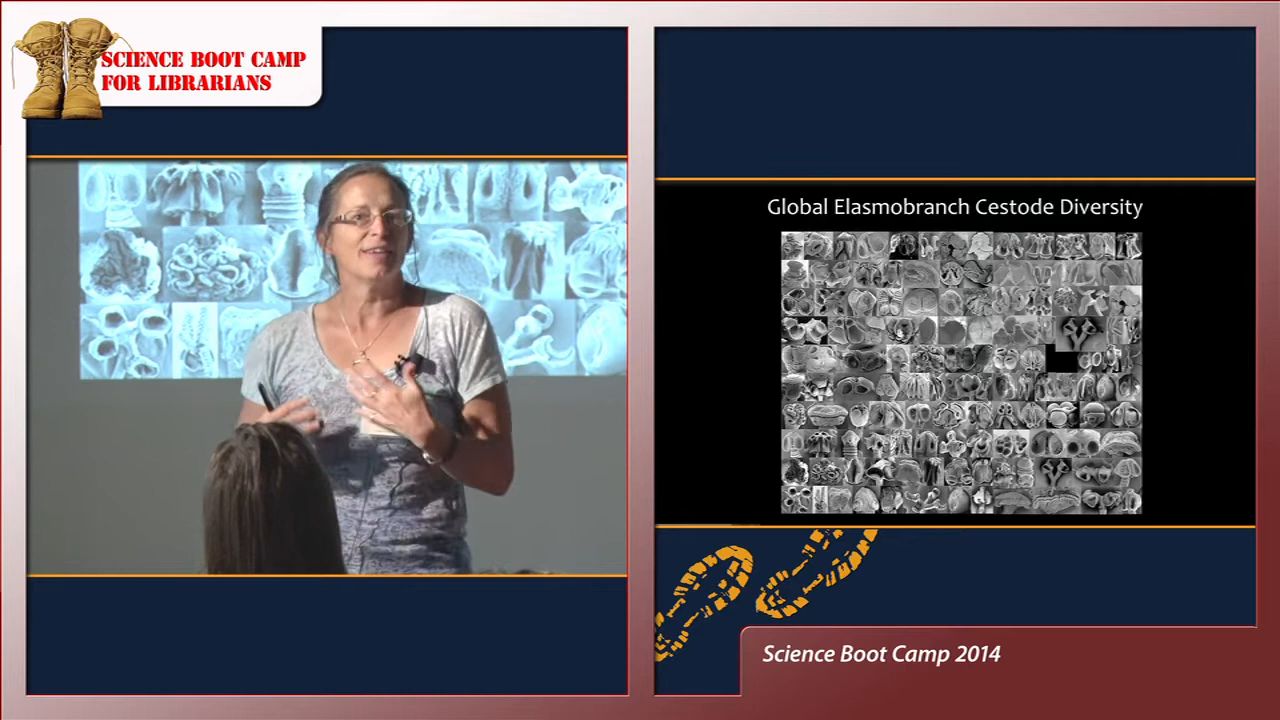 SCIENCE BOOT CAMP
FOR LIBRARIANS
Global Elasmobranch Cestode Diversity
Science Boot Camp 2014